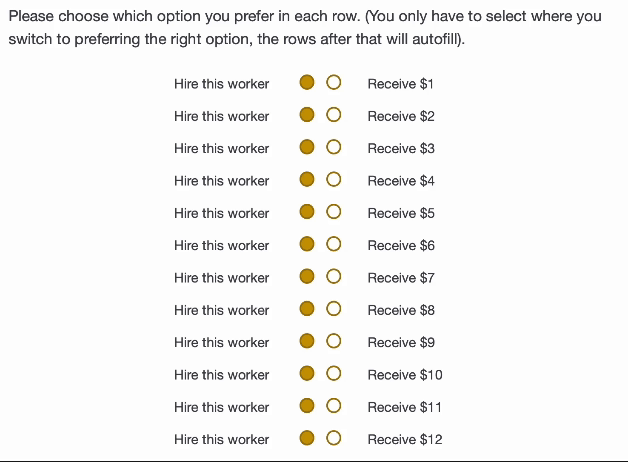 Please choose which option you prefer in each row. (You only have to select where you
switch to preferring the right option, the rows after that will autofill).
Hire this worker Receive $1
Hire this worker Receive $2
Hire this worker Receive $3
Hire this worker Receive $4
Hire this worker Receive $5
Hire this worker Receive $6
Hire this worker Receive $7
Hire this worker Receive $8
Hire this worker Receive $9
Hire this worker Receive $10
Hire this worker Receive $11
Hire this worker Receive $12